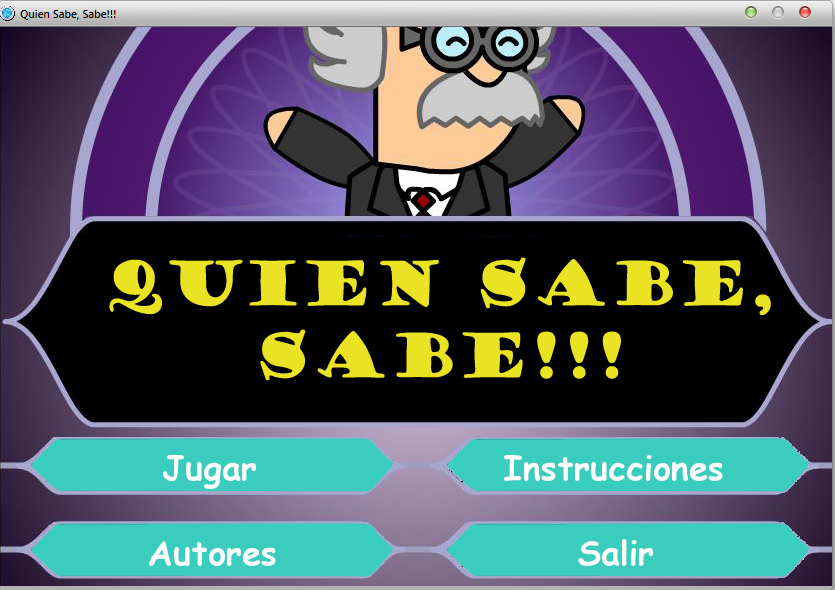 Quien Sabe, Sabe!!!
QUIEN SABE,
SABE!!!
Jugar
Instrucciones
Autores
Salir